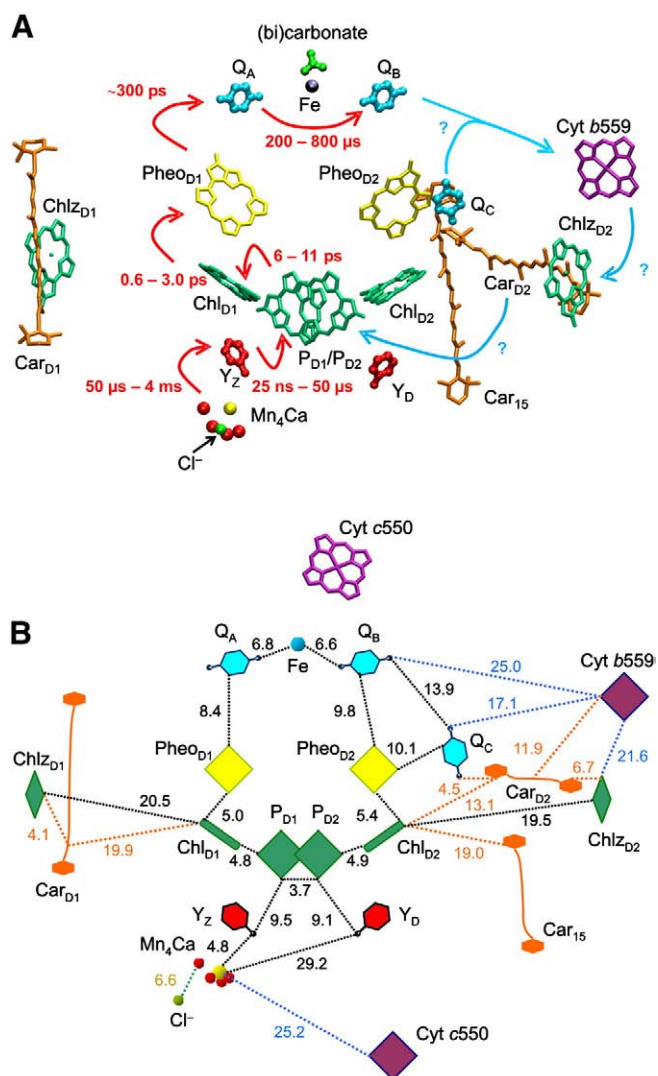 A
(bi)carbonate
QA
QB
~300 ps
Fe
?
Cyt b559
200 – 800 µs
PheoD1
PheoD2
QC
ChlzD1
ChlzD2
6 – 11 ps
0.6 – 3.0 ps
CarD2
?
ChlD1
ChlD2
PD1/PD2
?
CarD1
YZ
YD
50 µs – 4 ms
25 ns – 50 µs
Car15
Mn4Ca
Cl–
Cyt c550
B
QA
6.8
6.6
QB
Fe
25.0
Cyt b559
13.9
17.1
8.4
9.8
PheoD1
PheoD2
10.1
QC
11.9
21.6
ChlzD1
4.5
6.7
CarD2
20.5
5.0
PD1
PD2
5.4
13.1
19.5
ChlzD2
4.1
19.9
ChlD1
4.8
4.9
ChlD2
19.0
CarD1
3.7
YZ
9.5
9.1
YD
Car15
Mn4Ca
4.8
29.2
6.6
Cl–
25.2
Cyt c550